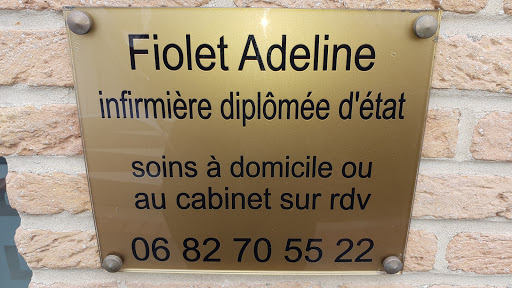 Fiolet Adeline
infirmière diplômée d'état
soins à domicile ou
au cabinet sur rdv
06 82 70 55 22